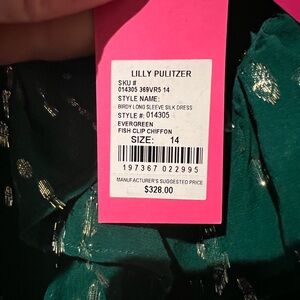 LILLY PULITZER
SKU #
014305 369VR5 14
STYLE NAME:
BIRDY LONG SLEEVE SILK DRESS
STYLE #: 014305
EVERGREEN
FISH CLIP CHIFFON
SIZE: 14
197367 022995
MANUFACTURER'S SUGGESTED PRICE
$328.00